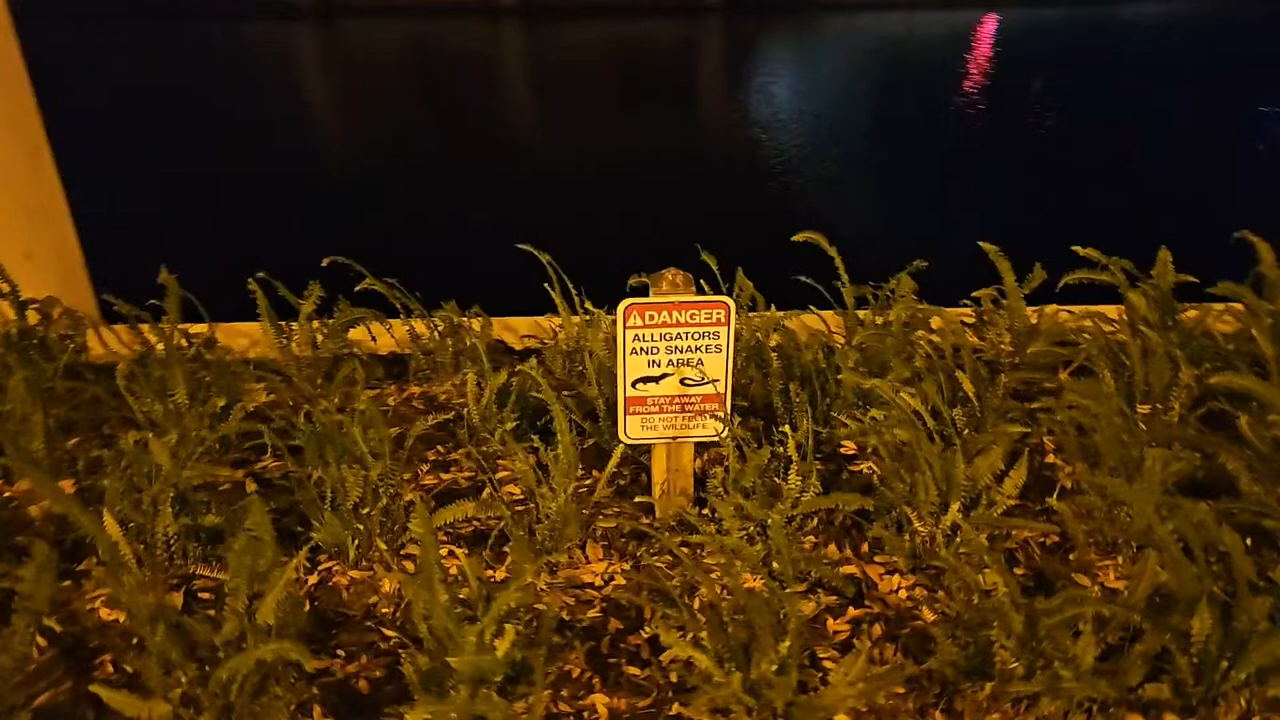 DANGER
ALLIGATORS
AND SNAKES
IN AREA
STAY AWAY
FROM THE WATER
DO NOT FEED
THE WILDLIFE